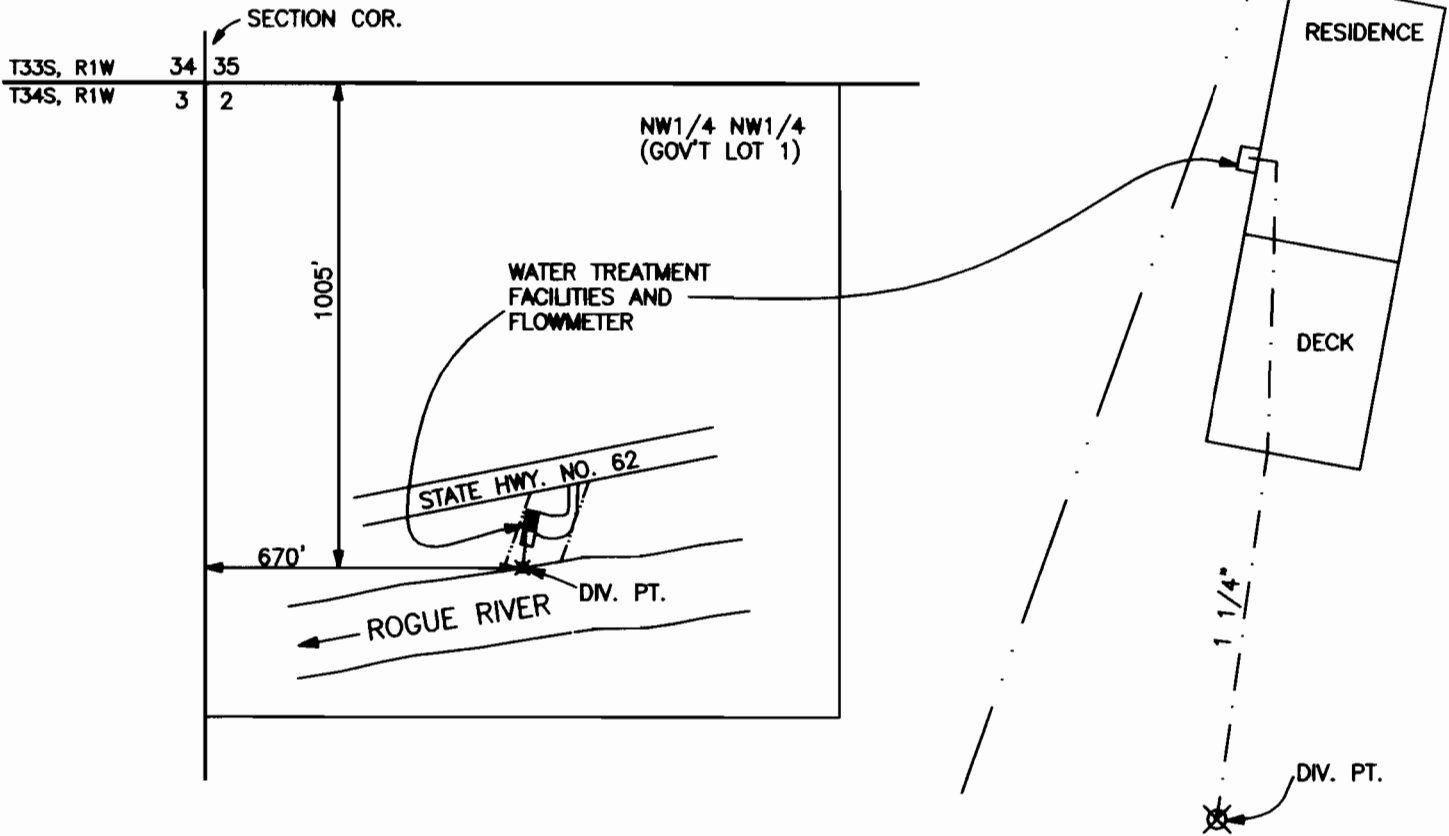 SECTION COR.
T33S, R1W 34 35
T34S, R1W 3 2
NW1/4 NW1/4
(GOV'T LOT 1)
1005'
WATER TREATMENT
FACILITIES AND
FLOWMETER
STATE HWY. NO. 62
670'
DIV. PT.
ROGUE RIVER
RESIDENCE
DECK
1 1/4"
DIV. PT.